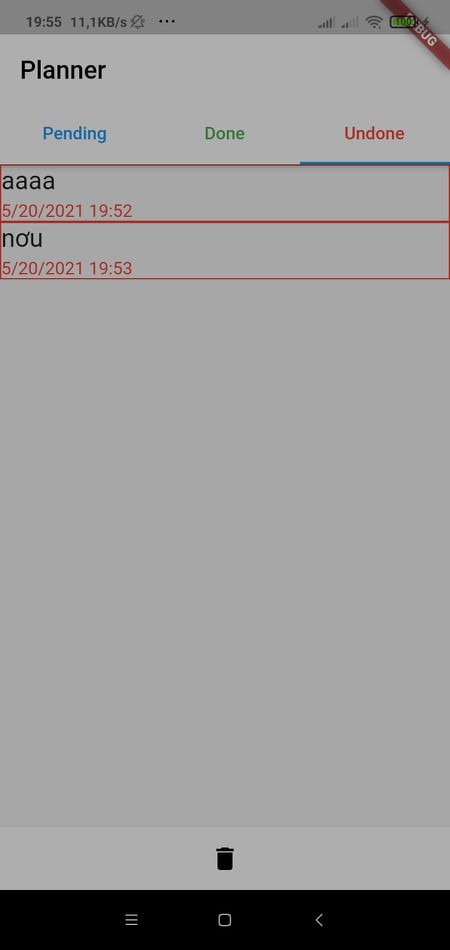 19:55 11,1KB/s ...
100
Planner
Pending Done Undone
aaaa
5/20/2021 19:52
nơu
5/20/2021 19:53